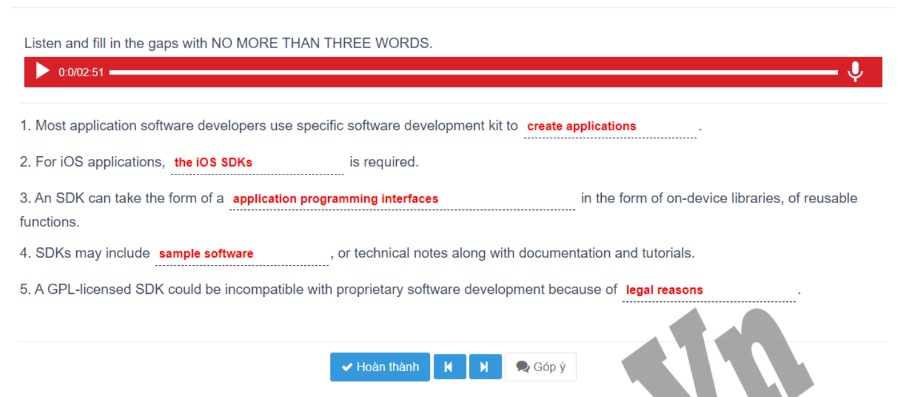 Listen and fill in the gaps with NO MORE THAN THREE WORDS.
0:0/02:51
1. Most application software developers use specific software development kit to create applications .
2. For iOS applications, the iOS SDKs is required.
3. An SDK can take the form of a application programming interfaces in the form of on-device libraries, of reusable
functions.
4. SDKs may include sample software , or technical notes along with documentation and tutorials.
5. A GPL-licensed SDK could be incompatible with proprietary software development because of legal reasons .
Hoàn thành Góp ý
Vn